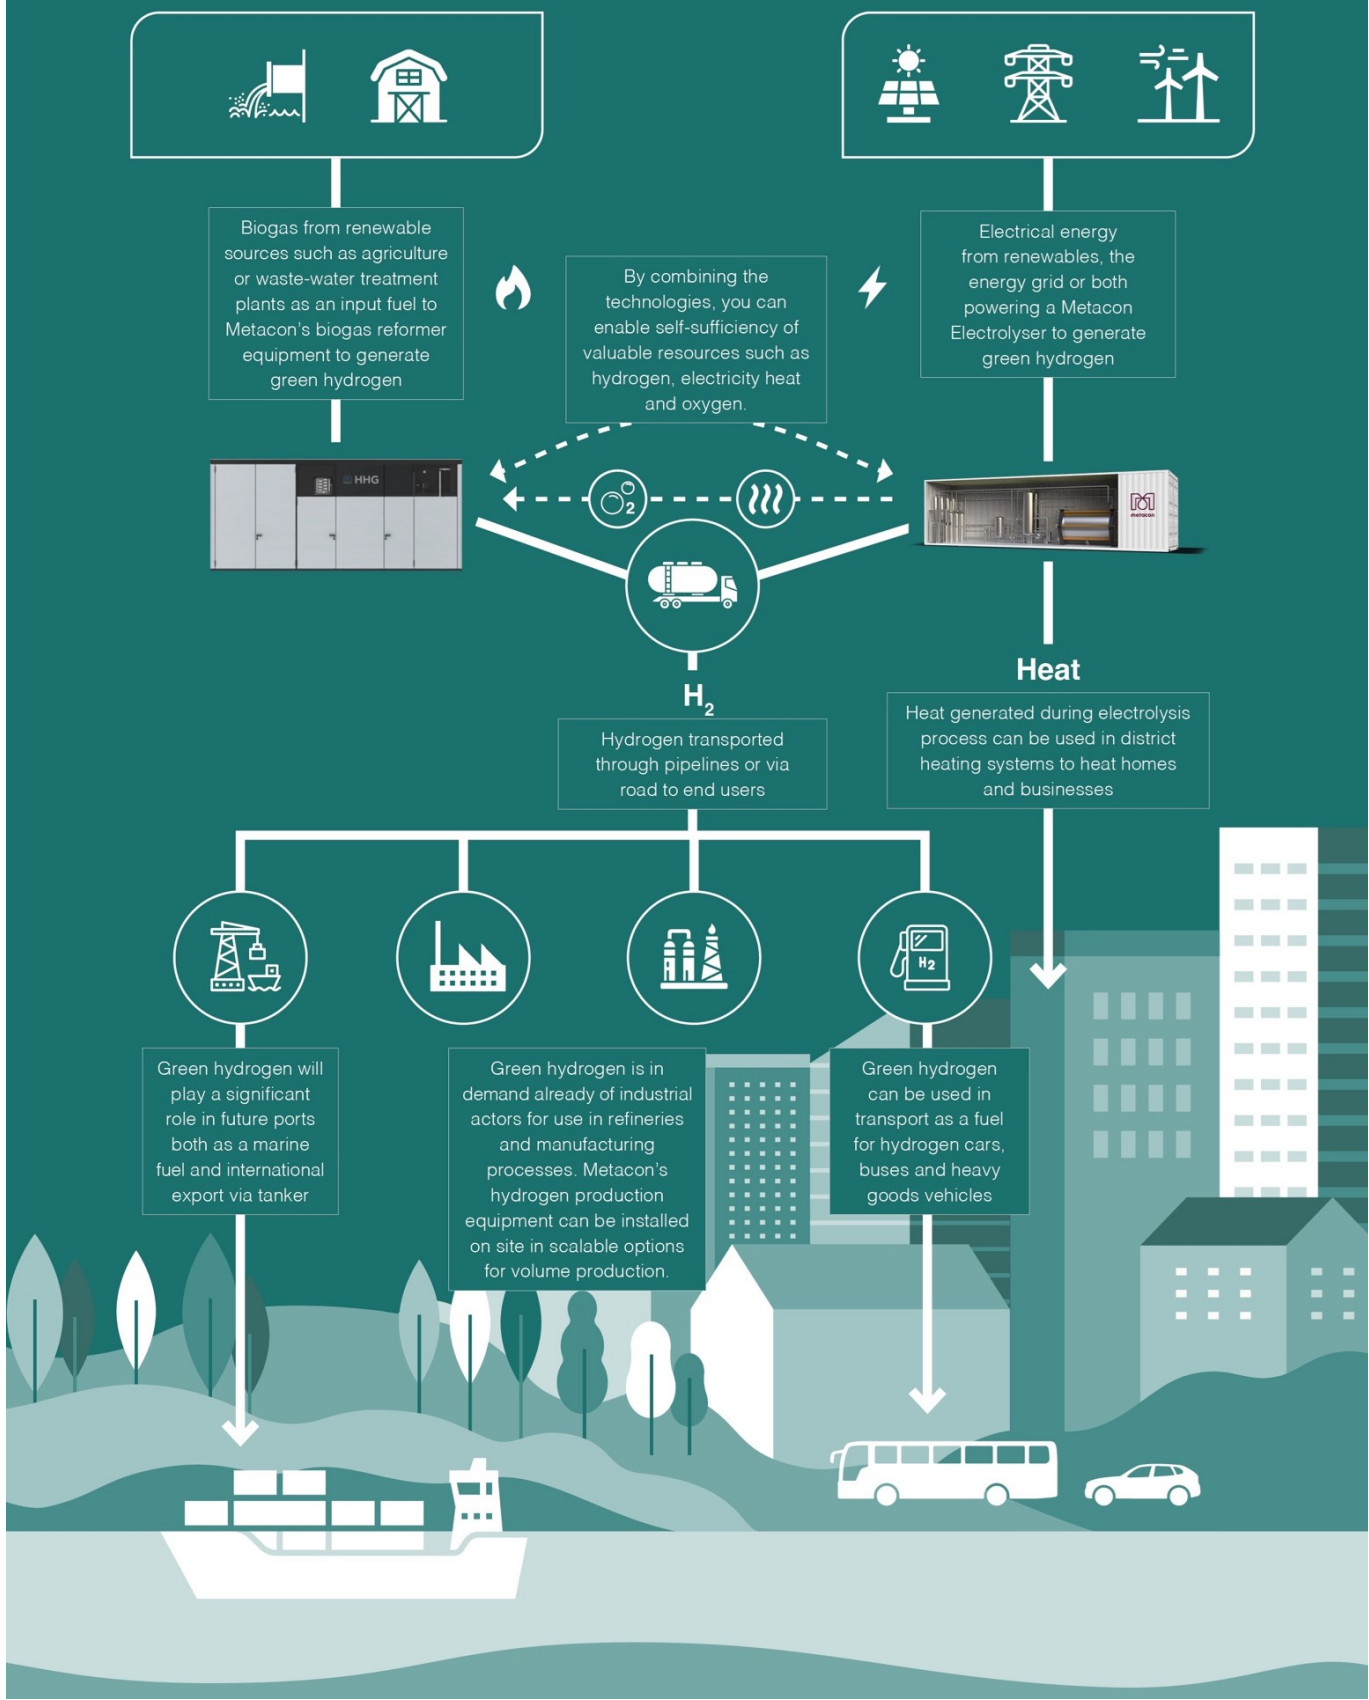 Biogas from renewable
sources such as agriculture
or waste-water treatment
plants as an input fuel to
Metacon's biogas reformer
equipment to generate
green hydrogen
By combining the
technologies, you can
enable self-sufficiency of
valuable resources such as
hydrogen, electricity heat
and oxygen.
Electrical energy
from renewables, the
energy grid or both
powering a Metacon
Electrolyser to generate
green hydrogen
HHG
2
metacon
H2
Hydrogen transported
through pipelines or via
road to end users
Heat
Heat generated during electrolysis
process can be used in district
heating systems to heat homes
and businesses
H2
Green hydrogen will
play a significant
role in future ports
both as a marine
fuel and international
export via tanker
Green hydrogen is in
demand already of industrial
actors for use in refineries
and manufacturing
processes. Metacon's
hydrogen production
equipment can be installed
on site in scalable options
for volume production.
Green hydrogen
can be used in
transport as a fuel
for hydrogen cars,
buses and heavy
goods vehicles